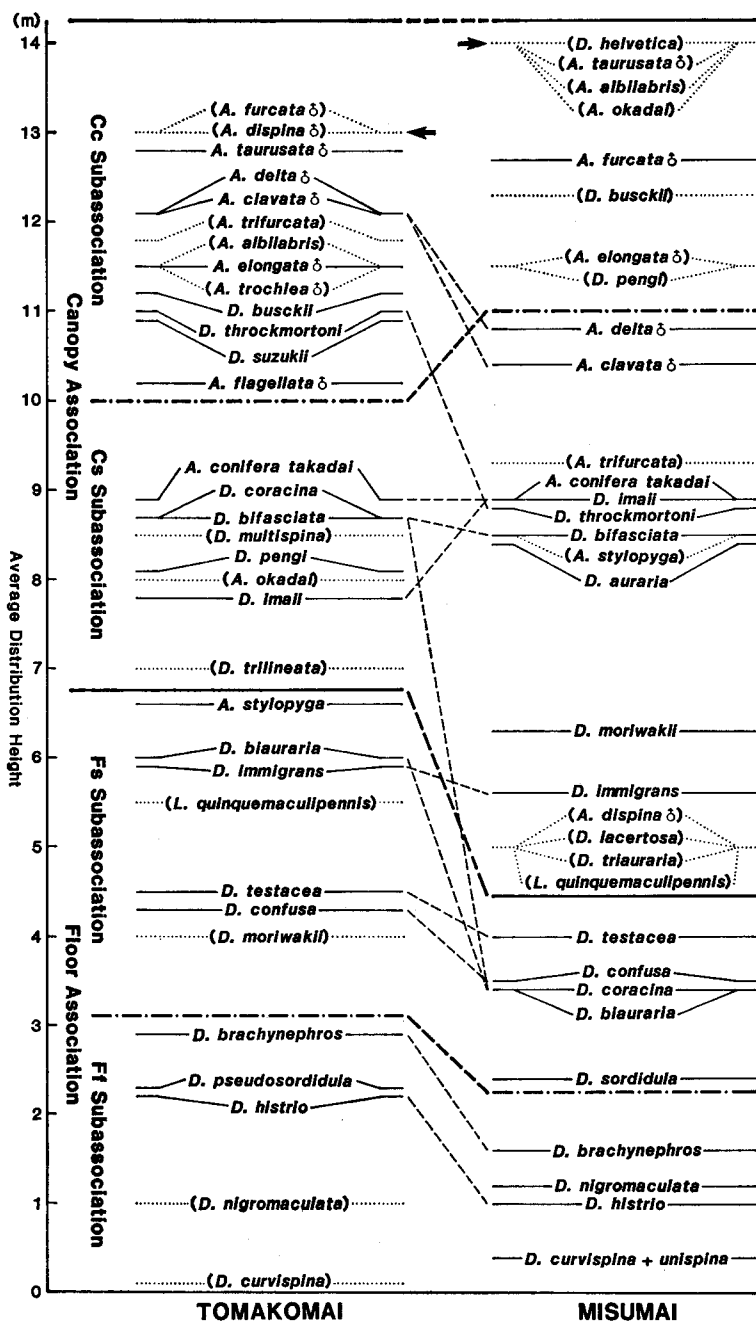 (m)
14
13
12
11
10
9
8
7
6
5
4
3
2
1
0
Average Distribution Height
Canopy Association
Floor Association
Cc Subassociation
Cs Subassociation
Fs Subassociation
Ff Subassociation
(A. furcata ♂)
(A. dispina ♂)
A. taurusata ♂
A. delta ♂
A. clavata ♂
(A. trifurcata)
(A. albilabris)
A. elongata ♂
(A. trochlea ♂)
D. busckii
D. throckmortoni
D. suzukii
A. flagellata ♂
A. conifera takadai
D. coracina
D. bifasciata
(D. multispina)
D. pengi
(A. okadai)
D. imaii
(D. trilineata)
A. stylopyga
D. biauraria
D. immigrans
(L. quinquemaculipennis)
D. testacea
D. confusa
(D. moriwakii)
D. brachynephros
D. pseudosordidula
D. histrio
(D. nigromaculata)
(D. curvispina)
TOMAKOMAI
(D. helvetica)
(A. taurusata ♂)
(A. albilabris)
(A. okadai)
A. furcata ♂
(D. busckii)
(A. elongata ♂)
(D. pengi)
A. delta ♂
A. clavata ♂
(A. trifurcata)
A. conifera takadai
D. imaii
D. throckmortoni
D. bifasciata
(A. stylopyga)
D. auraria
D. moriwakii
D. immigrans
(A. dispina ♂)
(D. lacertosa)
(D. triauraria)
(L. quinquemaculipennis)
D. testacea
D. confusa
D. coracina
D. biauraria
D. sordidula
D. brachynephros
D. nigromaculata
D. histrio
D. curvispina + unispina
MISUMAI